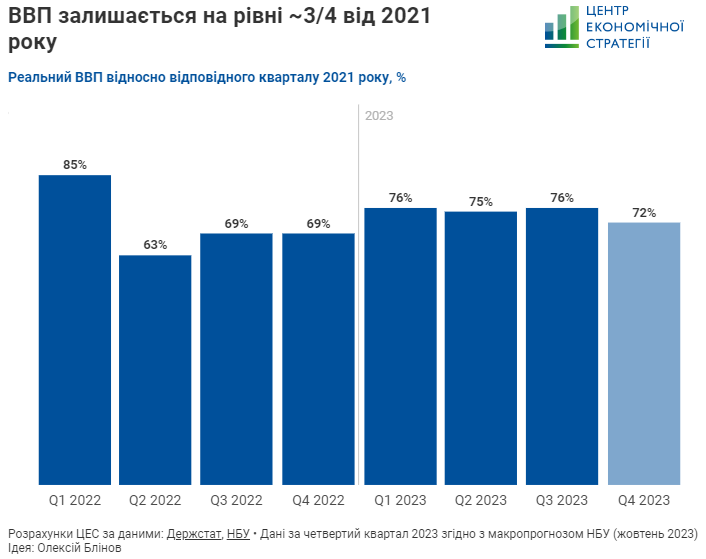 ВВП залишається на рівні ~3/4 від 2021
року
ЦЕНТР
ЕКОНОМІЧНОЇ
СТРАТЕГІЇ
Реальний ВВП відносно відповідного кварталу 2021 року, %
2023
85%
63%
69%
69%
76%
75%
76%
72%
Q1 2022
Q2 2022
Q3 2022
Q4 2022
Q1 2023
Q2 2023
Q3 2023
Q4 2023
Розрахунки ЦЕС за даними: Держстат, НБУ • Дані за четвертий квартал 2023 згідно з макропрогнозом НБУ (жовтень 2023)
Ідея: Олексій Блінов